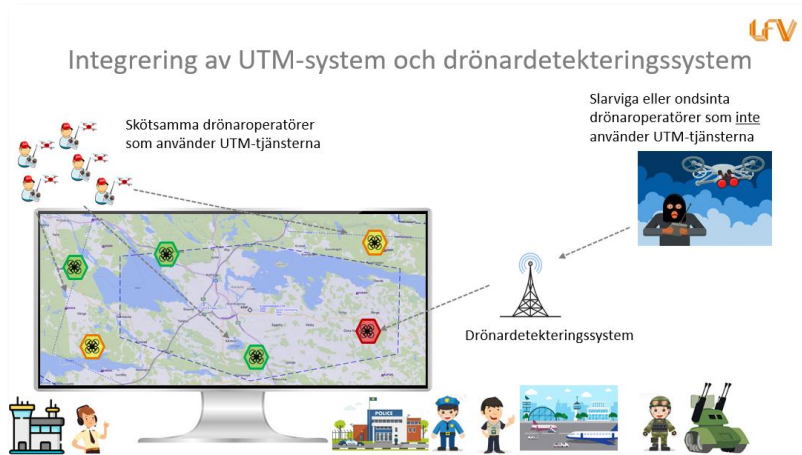 LFV
Integrering av UTM-system och drönardetekteringssystem
Skötsamma drönaroperatörer
som använder UTM-tjänsterna
Slarviga eller ondsinta
drönaroperatörer som inte
använder UTM-tjänsterna
Drönardetekteringssystem
POLICE